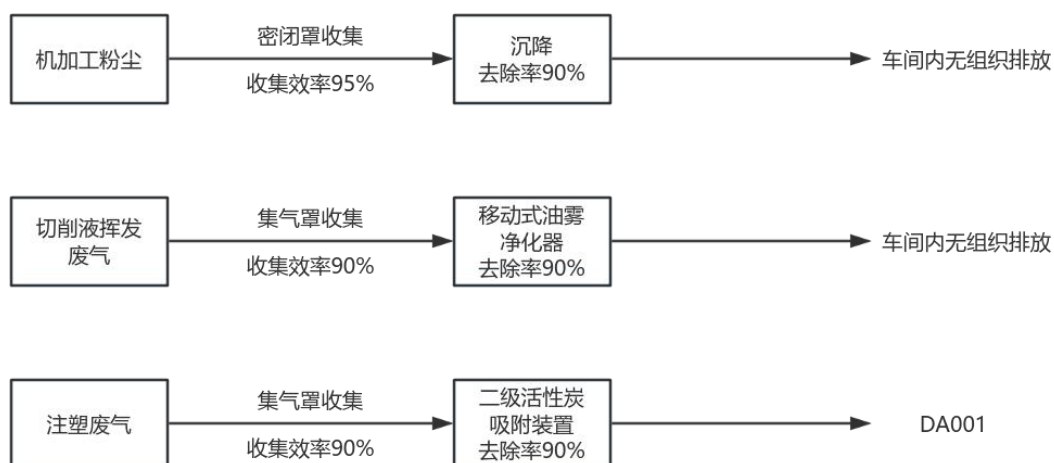 机加工粉尘
密闭罩收集
收集效率95%
沉降
去除率90%
车间内无组织排放
切削液挥发
废气
集气罩收集
收集效率90%
移动式油雾
净化器
去除率90%
车间内无组织排放
注塑废气
集气罩收集
收集效率90%
二级活性炭
吸附装置
去除率90%
DA001